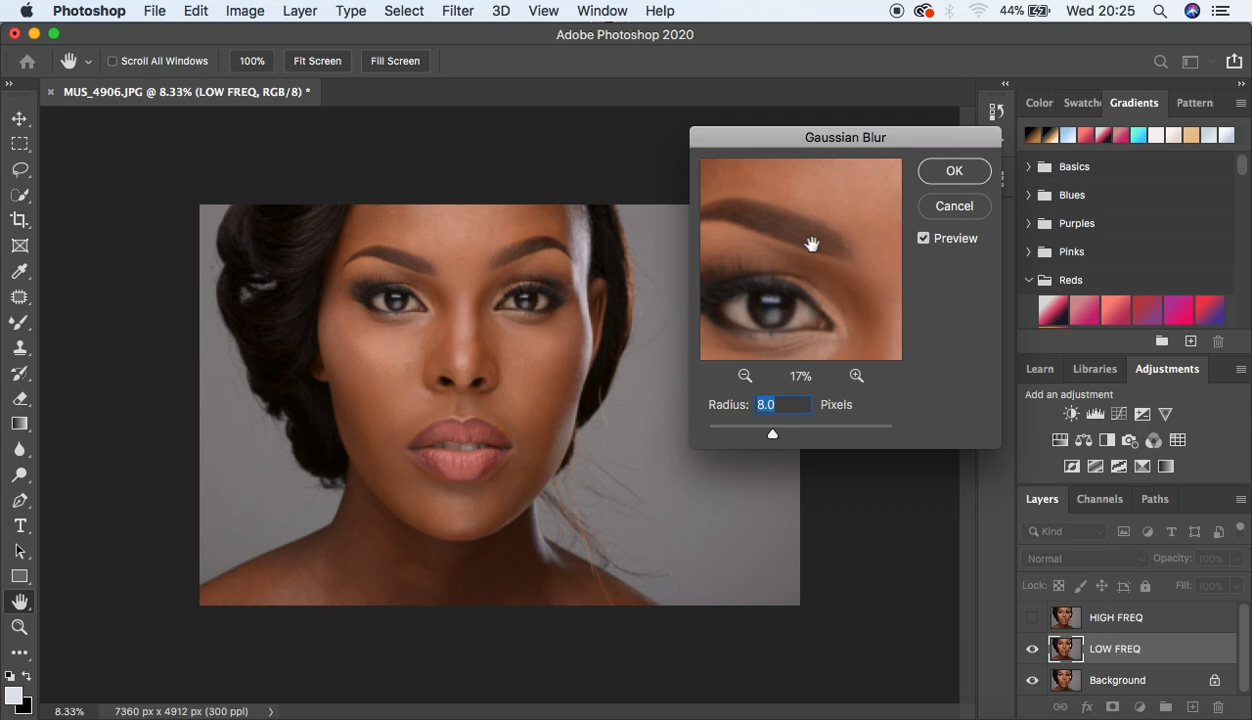 Photoshop File Edit Image Layer Type Select Filter 3D View Window Help 44% Wed 20:25
Adobe Photoshop 2020
Scroll All Windows 100% Fit Screen Fill Screen
MUS_4906.JPG @ 8.33% (LOW FREQ, RGB/8) *
Color Swatche Gradients Pattern
Gaussian Blur
OK
Cancel
Preview
17%
Radius: 8.0 Pixels
Basics
Blues
Purples
Pinks
Reds
Learn Libraries Adjustments
Add an adjustment
Layers Channels Paths
Kind
Normal Opacity: 100%
Lock: Fill: 100%
HIGH FREQ
LOW FREQ
Background
8.33% 7360 px x 4912 px (300 ppi)